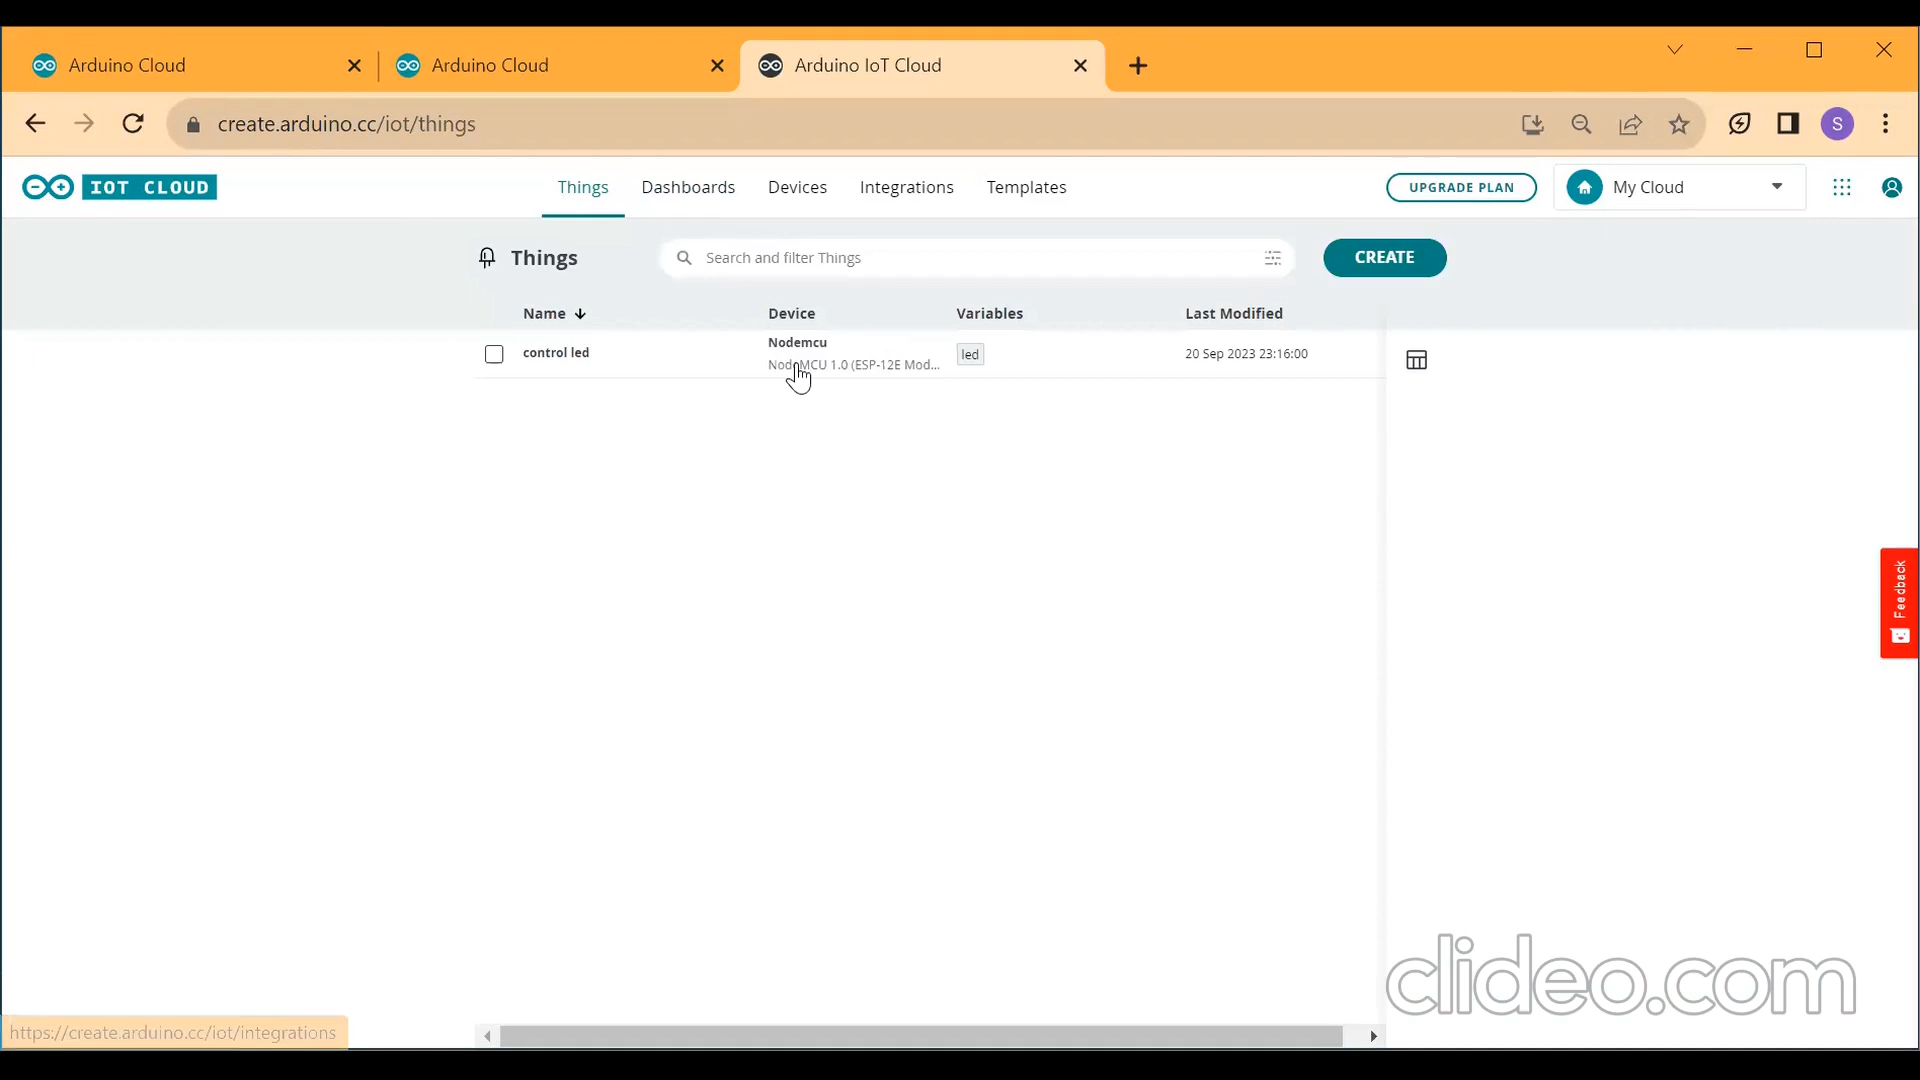 Arduino Cloud
Arduino Cloud
Arduino IoT Cloud
create.arduino.cc/iot/things
S
IOT CLOUD
Things
Dashboards
Devices
Integrations
Templates
UPGRADE PLAN
My Cloud
Things
Search and filter Things
CREATE
Name
Device
Variables
Last Modified
control led
Nodemcu
NodeMCU 1.0 (ESP-12E Mod...
led
20 Sep 2023 23:16:00
Feedback
clideo.com
https://create.arduino.cc/iot/integrations